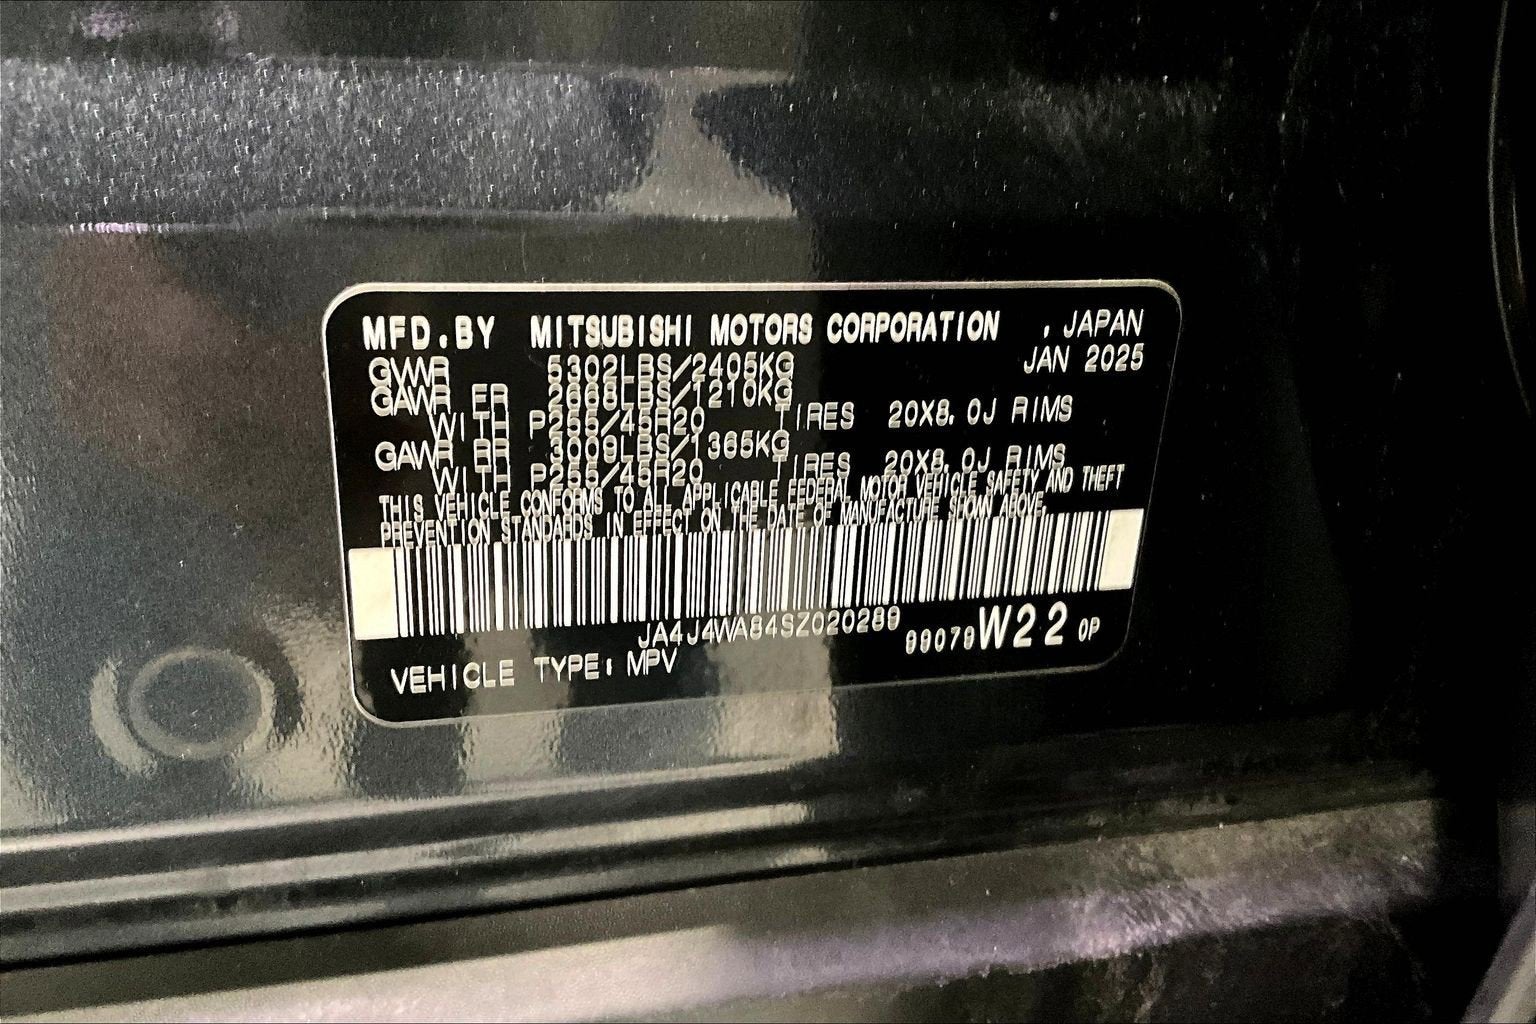 MFD.BY MITSUBISHI MOTORS CORPORATION . JAPAN
GVWR 5302LBS/2405KG JAN 2025
GAWR FR 2668LBS/1210KG
WITH P255/45R20 TIRES 20X8.0J RIMS
GAWR RR 3009LBS/1365KG
WITH P255/45R20 TIRES 20X8.0J RIMS
THIS VEHICLE CONFORMS TO ALL APPLICABLE FEDERAL MOTOR VEHICLE SAFETY AND THEFT
PREVENTION STANDARDS IN EFFECT ON THE DATE OF MANUFACTURE SHOWN ABOVE.
JA4J4WA84SZ020289
99079 W22 0P
VEHICLE TYPE: MPV